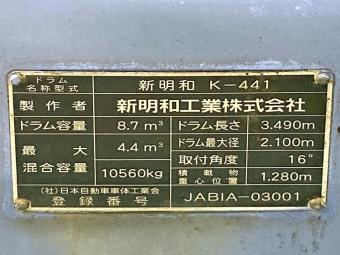 ドラム名称型式 新明和 K-441
製作者 新明和工業株式会社
ドラム容量 8.7 m³ ドラム長さ 3.490m
最大混合容量 4.4 m³ ドラム最大径 2.100m
10560kg 取付角度 16°
積載物重心位置 1.280m
(社)日本自動車車体工業会
登録番号 JABIA-03001